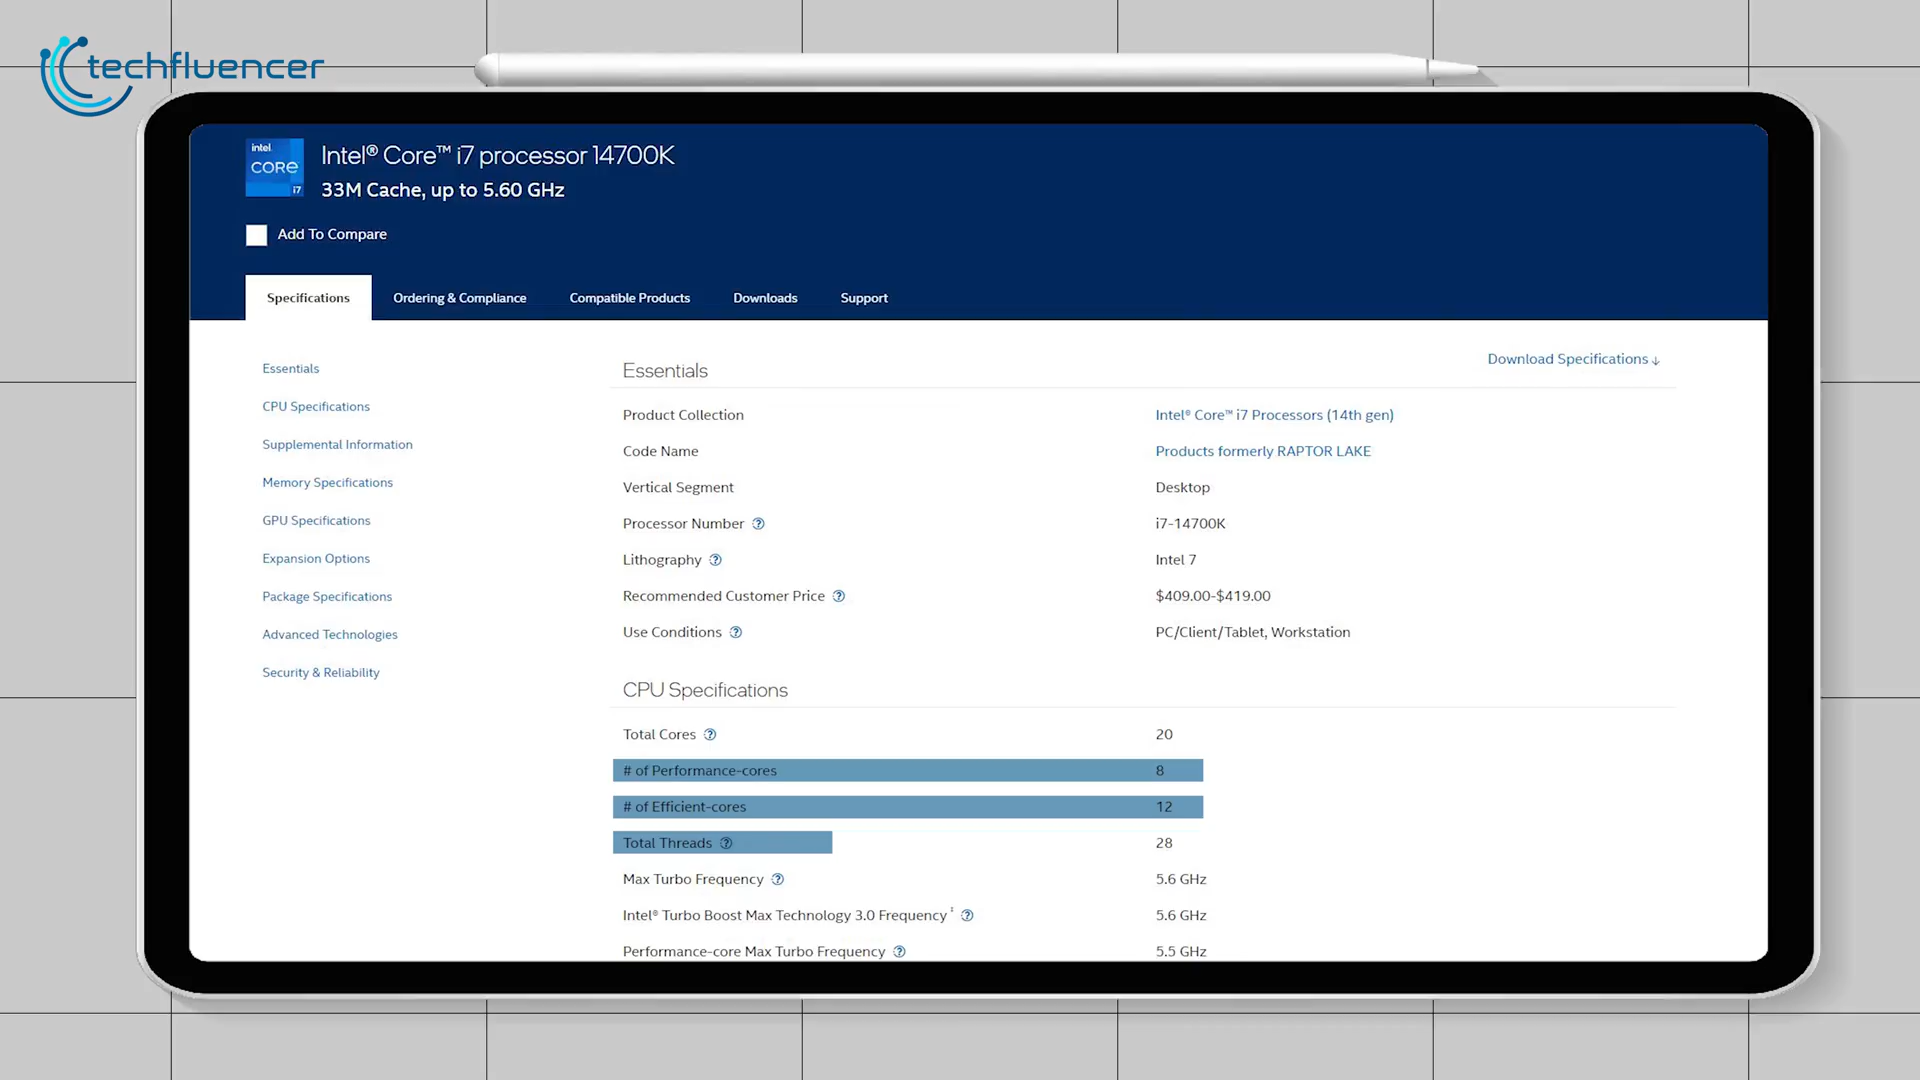 techfluencer
intel
CORE
i7
Intel® Core™ i7 processor 14700K
33M Cache, up to 5.60 GHz
Add To Compare
Specifications
Ordering & Compliance
Compatible Products
Downloads
Support
Essentials
CPU Specifications
Supplemental Information
Memory Specifications
GPU Specifications
Expansion Options
Package Specifications
Advanced Technologies
Security & Reliability
Download Specifications ↓
Essentials
Product Collection Intel® Core™ i7 Processors (14th gen)
Code Name Products formerly RAPTOR LAKE
Vertical Segment Desktop
Processor Number ? i7-14700K
Lithography ? Intel 7
Recommended Customer Price ? $409.00-$419.00
Use Conditions ? PC/Client/Tablet, Workstation
CPU Specifications
Total Cores ? 20
# of Performance-cores 8
# of Efficient-cores 12
Total Threads ? 28
Max Turbo Frequency ? 5.6 GHz
Intel® Turbo Boost Max Technology 3.0 Frequency ‡ ? 5.6 GHz
Performance-core Max Turbo Frequency ? 5.5 GHz